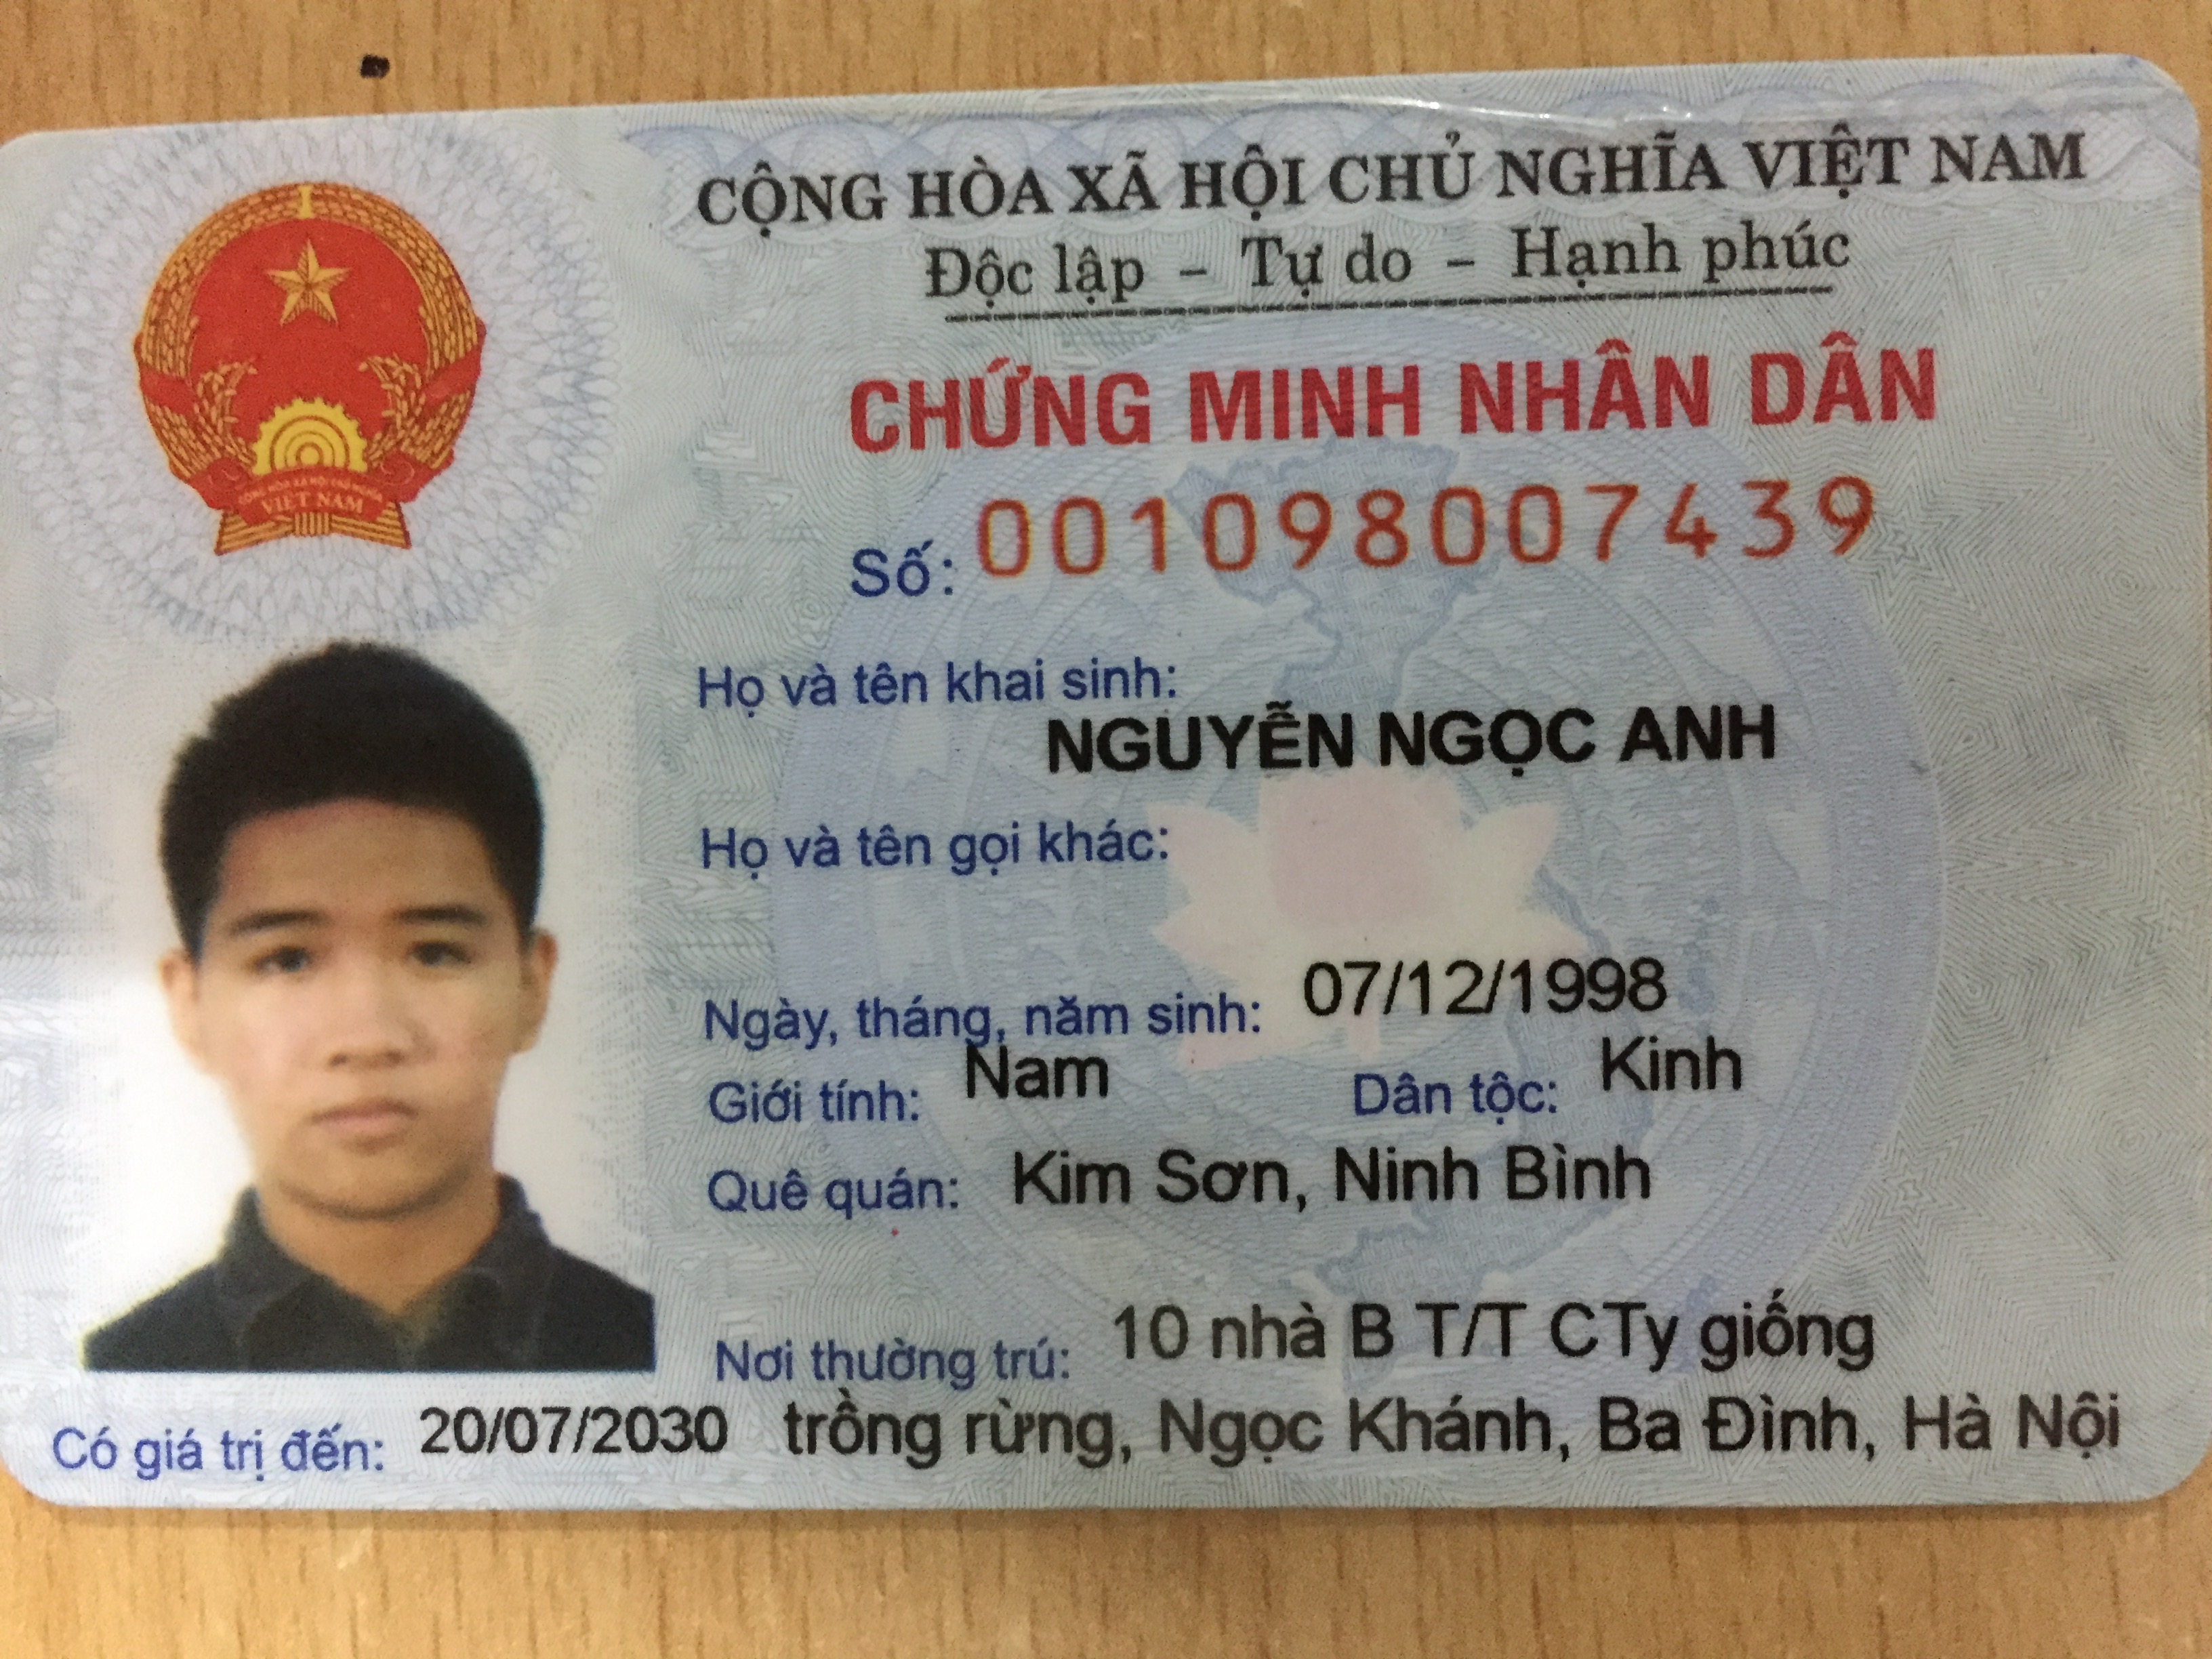 CỘNG HÒA XÃ HỘI CHỦ NGHĨA VIỆT NAM
Độc lập - Tự do - Hạnh phúc
CHỨNG MINH NHÂN DÂN
Số: 001098007439
Họ và tên khai sinh:
NGUYỄN NGỌC ANH
Họ và tên gọi khác:
Ngày, tháng, năm sinh: 07/12/1998
Giới tính: Nam Dân tộc: Kinh
Quê quán: Kim Sơn, Ninh Bình
Nơi thường trú: 10 nhà B T/T CTy giống
trồng rừng, Ngọc Khánh, Ba Đình, Hà Nội
Có giá trị đến: 20/07/2030
VIỆT NAM